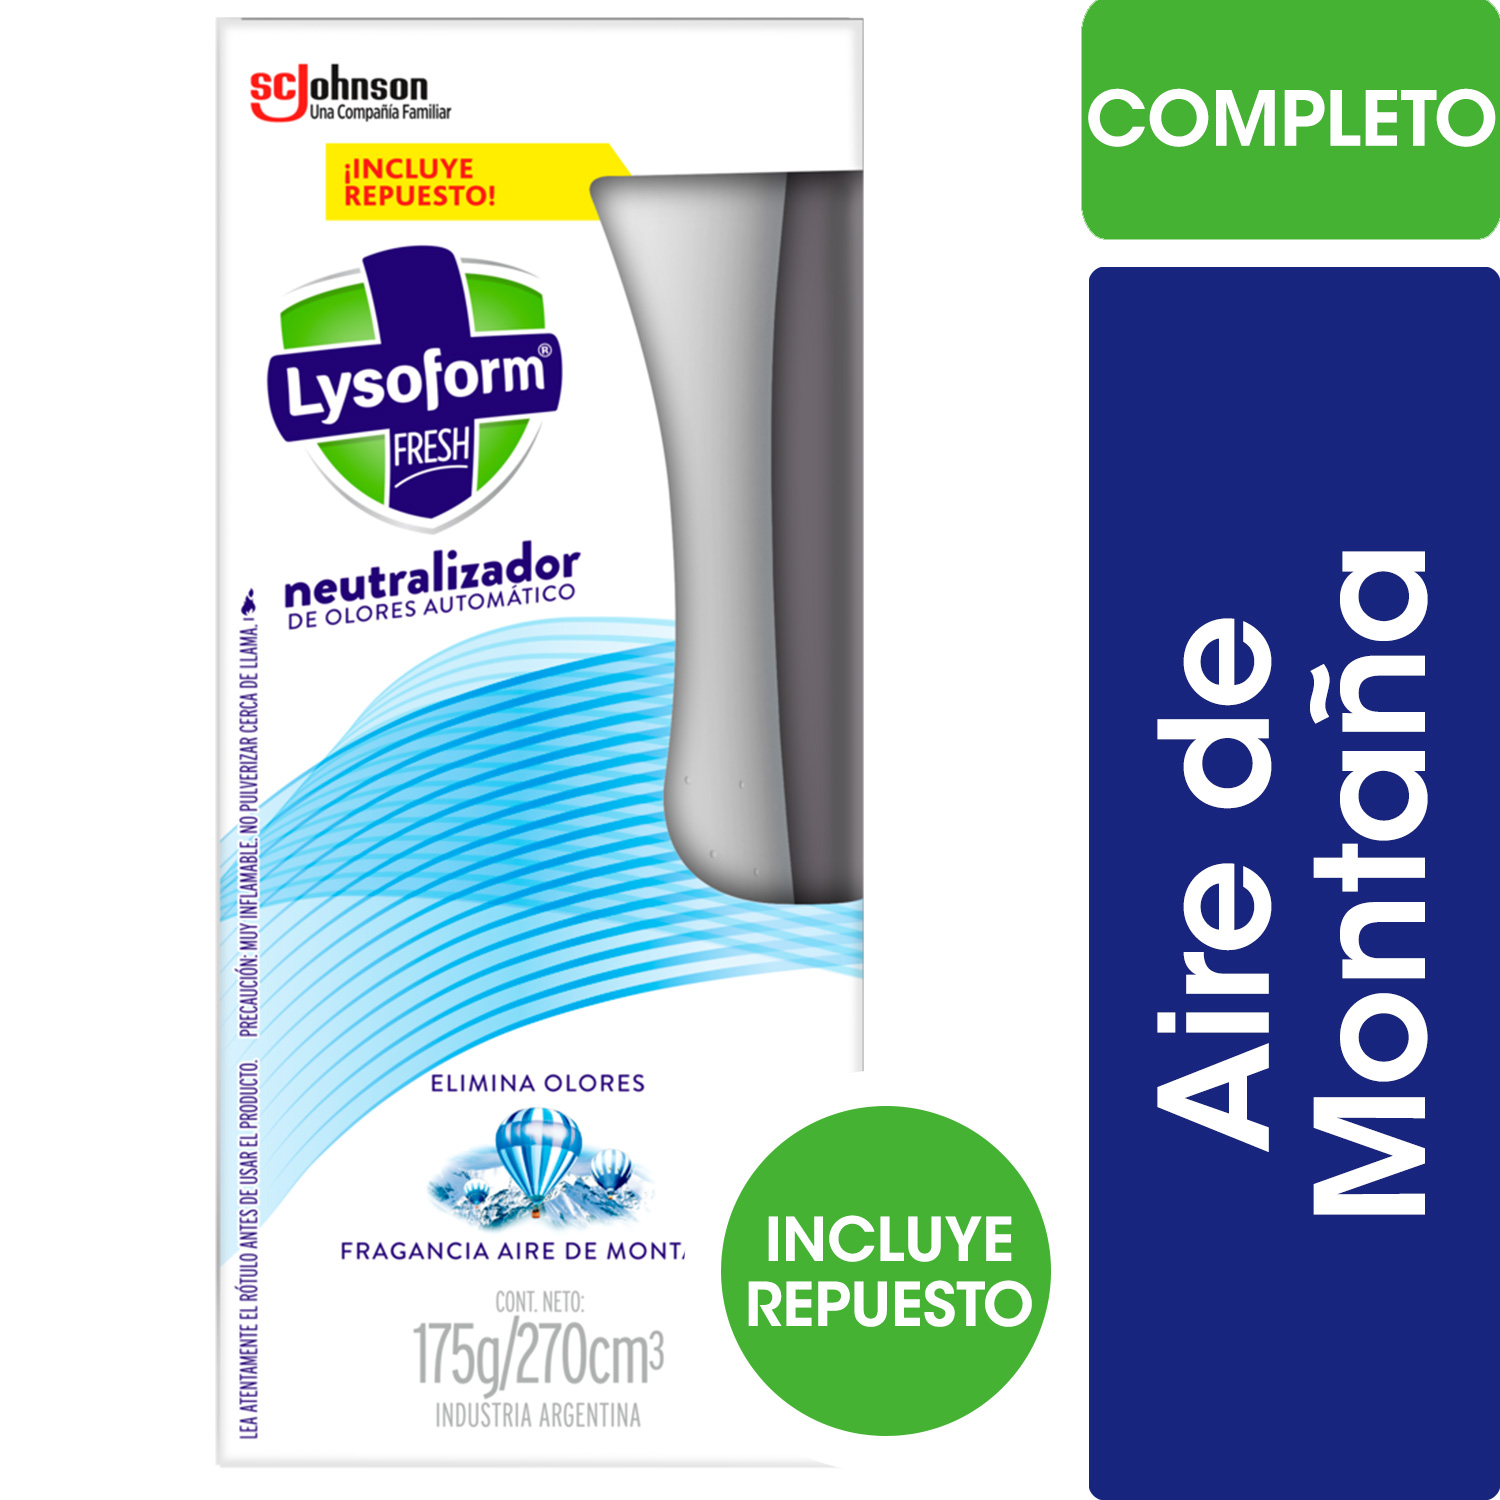 scJohnson
Una Compañía Familiar
¡INCLUYE
REPUESTO!
Lysoform®
FRESH
neutralizador
DE OLORES AUTOMÁTICO
ELIMINA OLORES
FRAGANCIA AIRE DE MONTA
CONT. NETO:
175g/270cm³
INDUSTRIA ARGENTINA
LEA ATENTAMENTE EL RÓTULO ANTES DE USAR EL PRODUCTO. PRECAUCIÓN: MUY INFLAMABLE. NO PULVERIZAR CERCA DE LLAMA.
INCLUYE
REPUESTO
COMPLETO
Aire de
Montaña